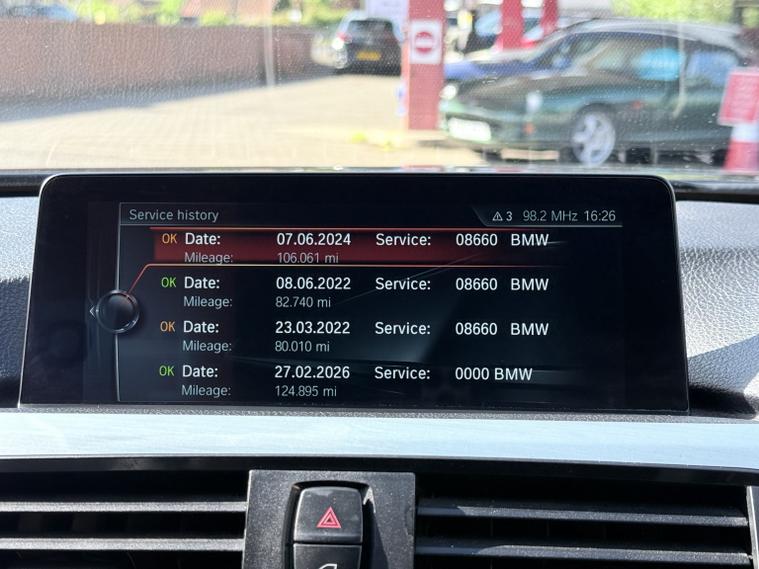 Service history
3 98.2 MHz 16:26
OK Date: 07.06.2024 Service: 08660 BMW
Mileage: 106.061 mi
OK Date: 08.06.2022 Service: 08660 BMW
Mileage: 82.740 mi
OK Date: 23.03.2022 Service: 08660 BMW
Mileage: 80.010 mi
OK Date: 27.02.2026 Service: 0000 BMW
Mileage: 124.895 mi